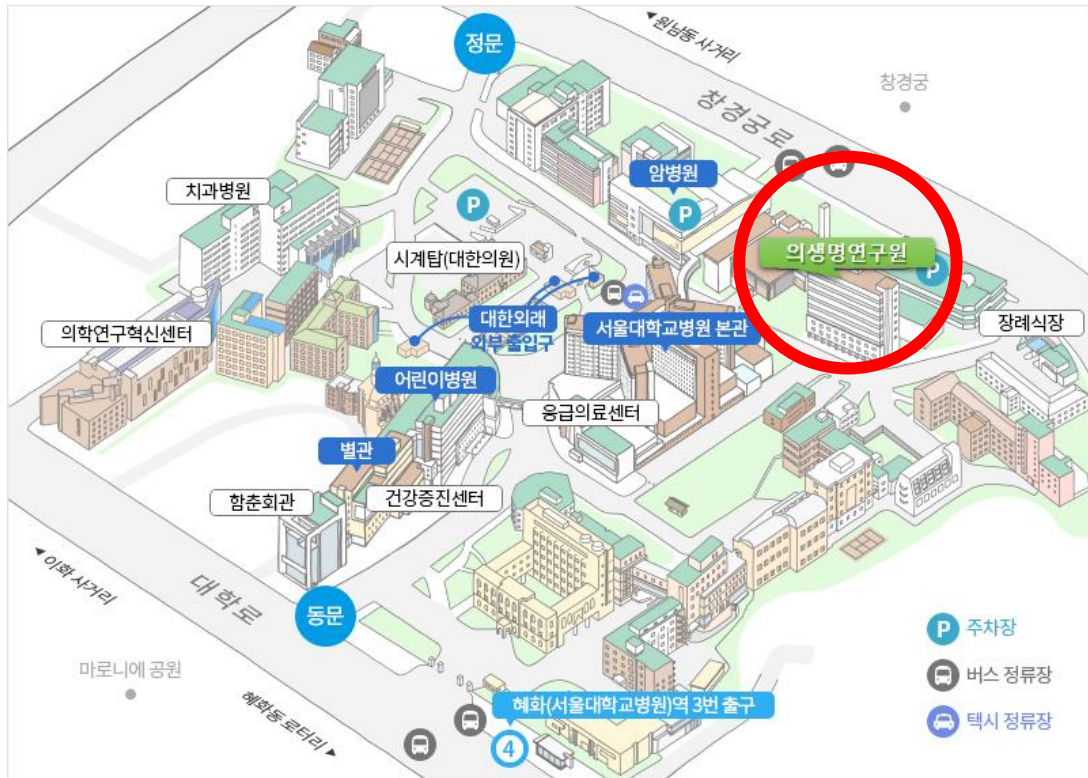 정문
◀ 원남동 사거리
창경궁
창경궁로
암병원
치과병원
P
P
의생명연구원
P
시계탑(대한의원)
대한외래
외부 출입구
서울대학교병원 본관
장례식장
의학연구혁신센터
어린이병원
응급의료센터
별관
건강증진센터
함춘회관
◀ 이화 사거리
대학로
동문
마로니에 공원
혜화동 로터리 ▶
혜화(서울대학교병원)역 3번 출구
4
P 주차장
버스 정류장
택시 정류장